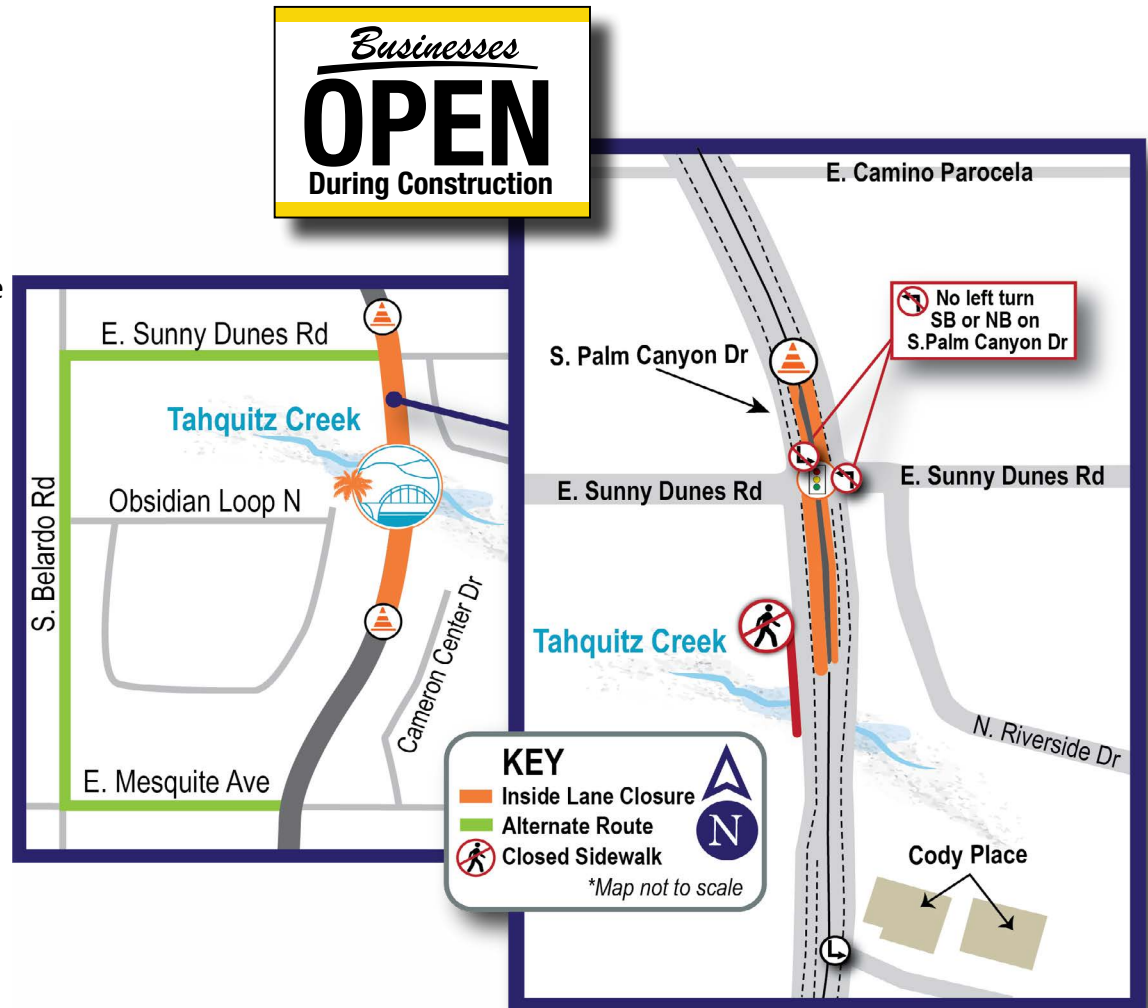 Businesses
OPEN
During Construction
e
E. Sunny Dunes Rd
Tahquitz Creek
Obsidian Loop N
S. Belardo Rd
Cameron Center Dr
E. Mesquite Ave
E. Camino Parocela
No left turn
SB or NB on
S.Palm Canyon Dr
S. Palm Canyon Dr
E. Sunny Dunes Rd
E. Sunny Dunes Rd
Tahquitz Creek
N. Riverside Dr
Cody Place
KEY
Inside Lane Closure
Alternate Route
N
Closed Sidewalk
*Map not to scale